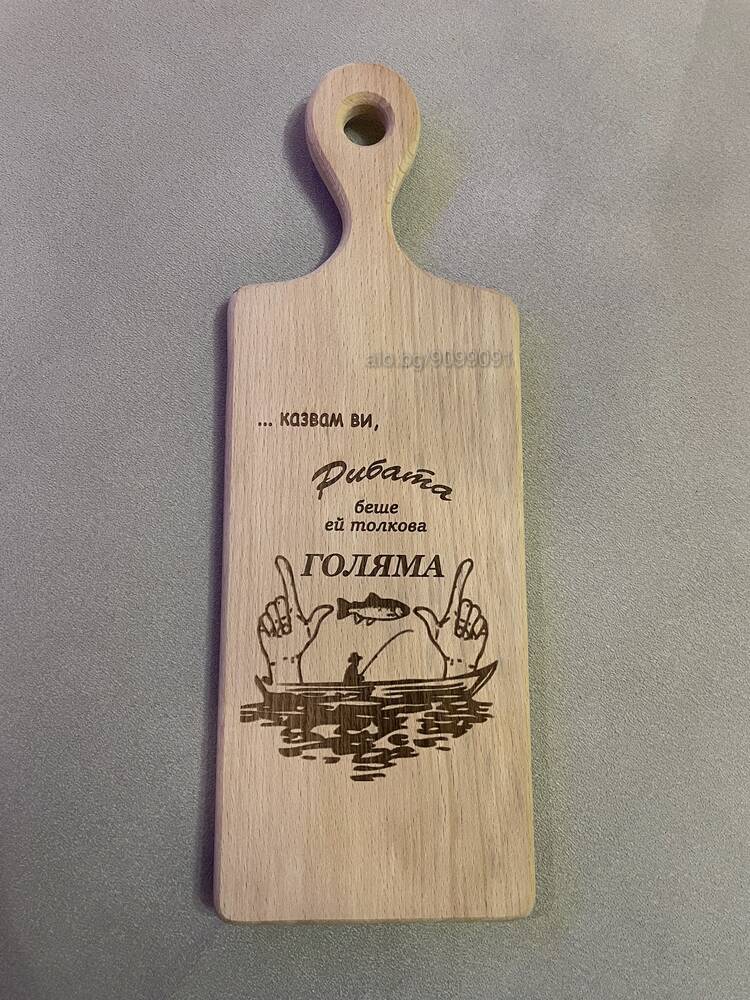 alo.bg/9099091
... казвам ви,
Рибата
беше
ей толкова
ГОЛЯМА